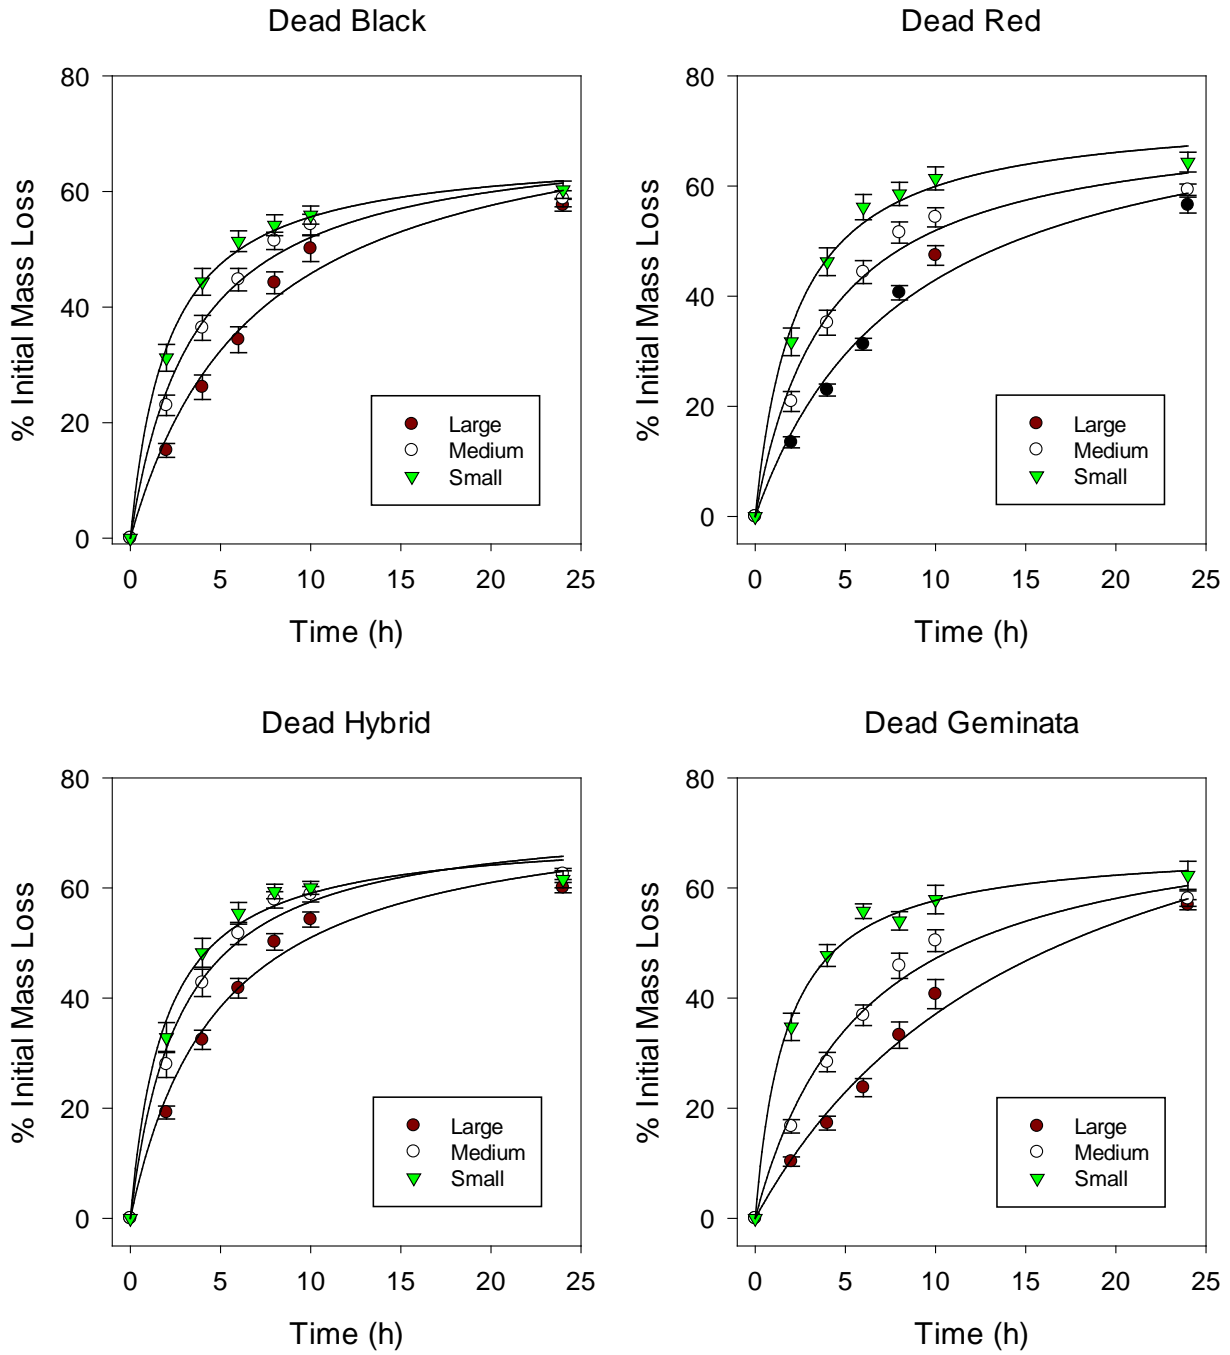 Dead Black
80
60
40
20
0
% Initial Mass Loss
Large
Medium
Small
0 5 10 15 20 25
Time (h)
Dead Red
80
60
40
20
0
% Initial Mass Loss
Large
Medium
Small
0 5 10 15 20 25
Time (h)
Dead Hybrid
80
60
40
20
0
% Initial Mass Loss
Large
Medium
Small
0 5 10 15 20 25
Time (h)
Dead Geminata
80
60
40
20
0
% Initial Mass Loss
Large
Medium
Small
0 5 10 15 20 25
Time (h)